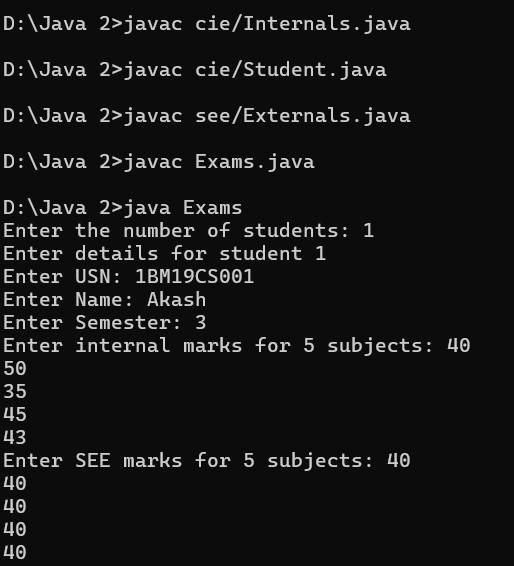 D:\Java 2>javac cie/Internals.java
D:\Java 2>javac cie/Student.java
D:\Java 2>javac see/Externals.java
D:\Java 2>javac Exams.java
D:\Java 2>java Exams
Enter the number of students: 1
Enter details for student 1
Enter USN: 1BM19CS001
Enter Name: Akash
Enter Semester: 3
Enter internal marks for 5 subjects: 40
50
35
45
43
Enter SEE marks for 5 subjects: 40
40
40
40
40